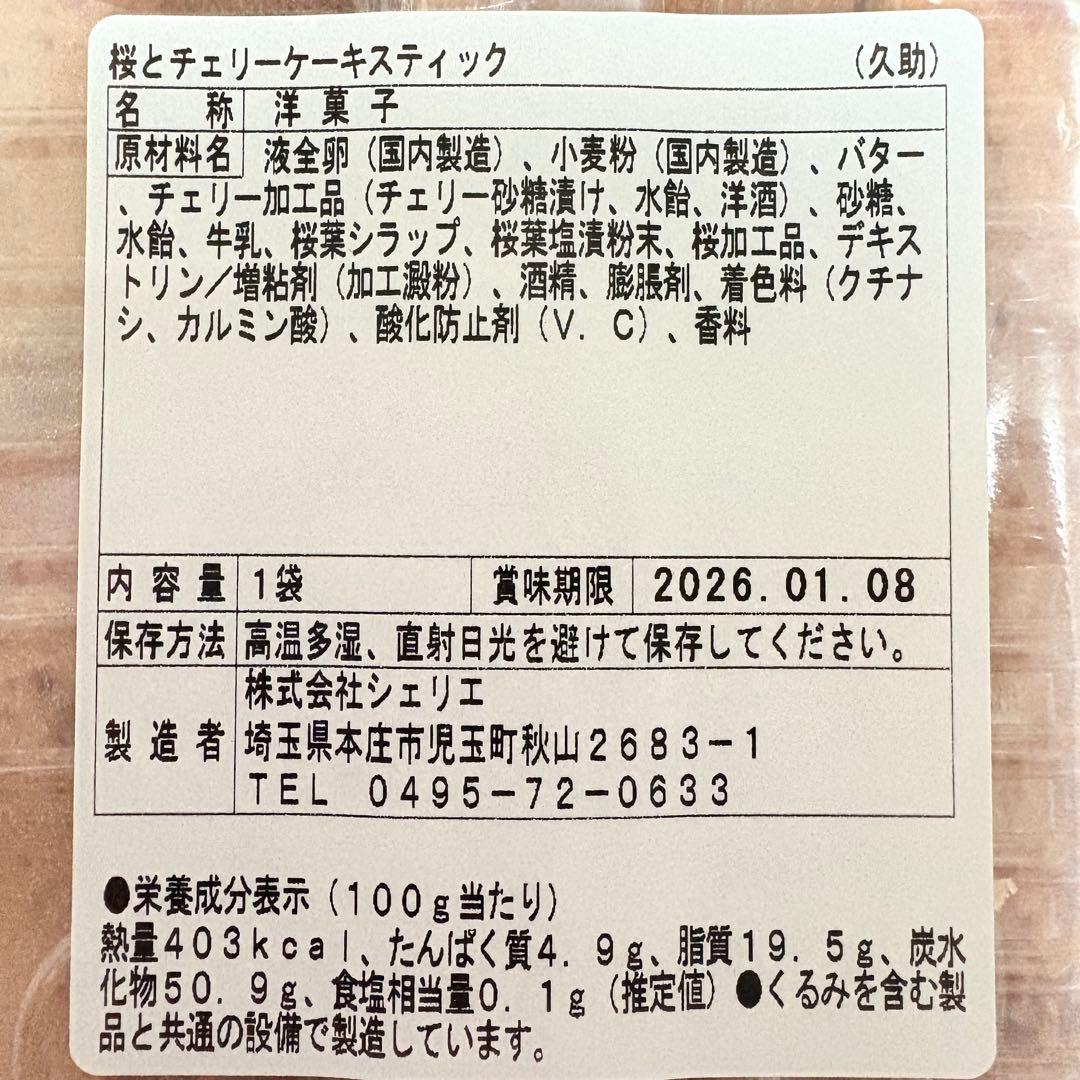 桜とチェリーケーキスティック （久助）
名称 洋菓子
原材料名 液全卵（国内製造）、小麦粉（国内製造）、バター
、チェリー加工品（チェリー砂糖漬け、水飴、洋酒）、砂糖、
水飴、牛乳、桜葉シラップ、桜葉塩漬粉末、桜加工品、デキス
トリン／増粘剤（加工澱粉）、酒精、膨脹剤、着色料（クチナ
シ、カルミン酸）、酸化防止剤（Ｖ．Ｃ）、香料
内容量 １袋 賞味期限 2026.01.08
保存方法 高温多湿、直射日光を避けて保存してください。
株式会社シェリエ
製造者 埼玉県本庄市児玉町秋山２６８３－１
ＴＥＬ ０４９５－７２－０６３３
●栄養成分表示（１００ｇ当たり）
熱量４０３ｋｃａｌ、たんぱく質４．９ｇ、脂質１９．５ｇ、炭水
化物５０．９ｇ、食塩相当量０．１ｇ（推定値）●くるみを含む製
品と共通の設備で製造しています。